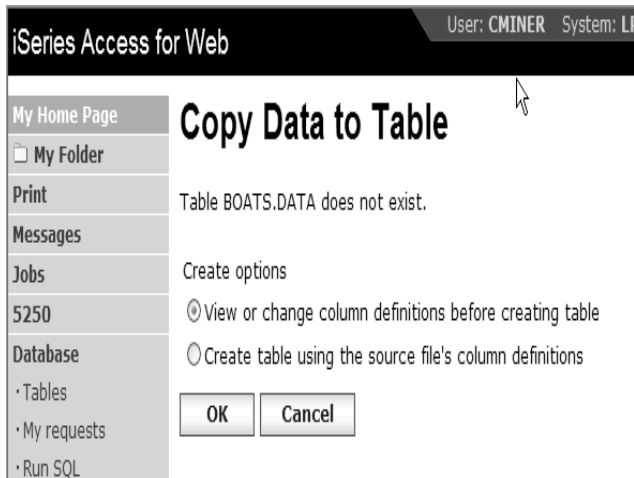 iSeries Access for Web
User: CMINER System:
My Home Page
My Folder
Print
Messages
Jobs
5250
Database
· Tables
· My requests
· Run SQL
Copy Data to Table
Table BOATS.DATA does not exist.
Create options
View or change column definitions before creating table
Create table using the source file's column definitions
OK Cancel